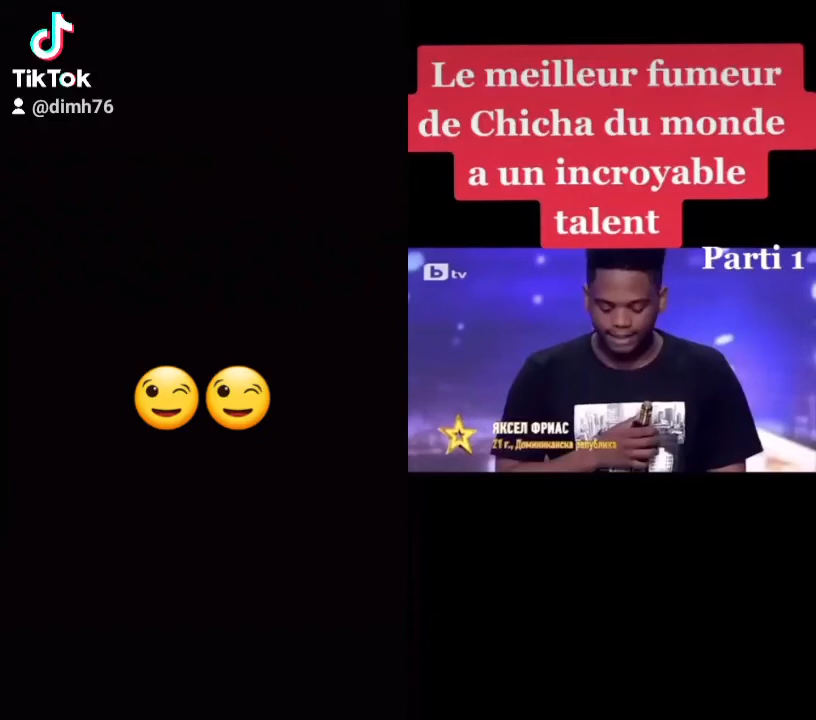 TikTok
@dimh76
Le meilleur fumeur
de Chicha du monde
a un incroyable
talent
Parti 1
btv
ЯКСЕЛ ФРИАС
21 г., Доминиканска република